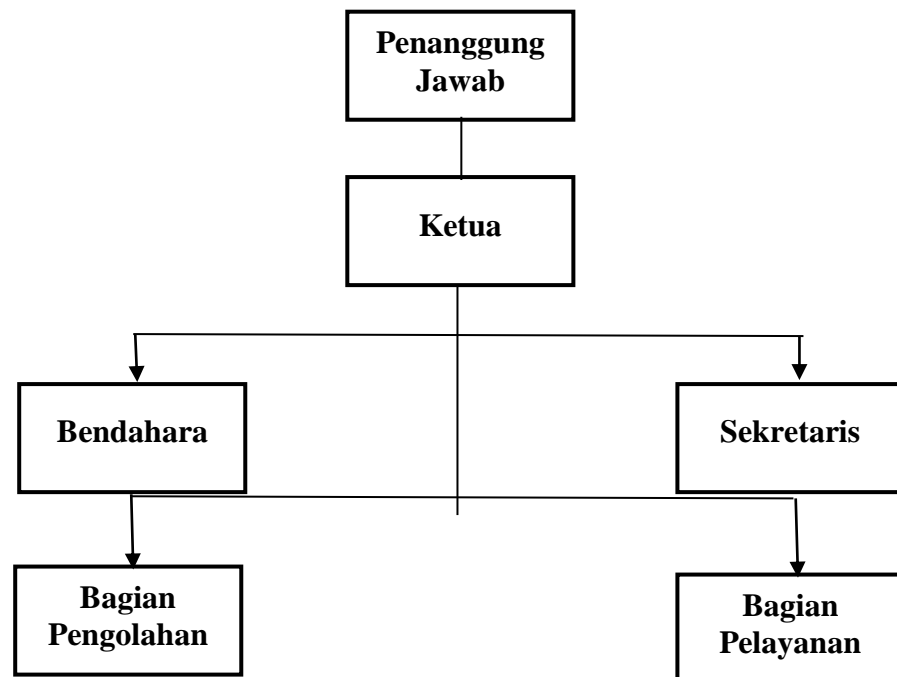 Penanggung
Jawab
Ketua
Bendahara
Sekretaris
Bagian
Pengolahan
Bagian
Pelayanan